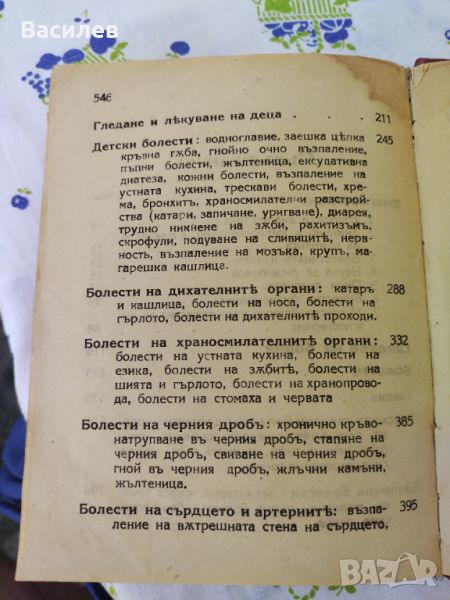 Василев
546
Гледане и лѣкуване на деца . . . . 211
Детски болести: водноглавие, заешка цѣпка 245
кръвна гѫба, гнойно очно възпаление,
пъпни болести, жълтеница, ексудативна
диатеза, кожни болести, възпаление на
устната кухина, трескави болести, хре-
ма, бронхитъ, храносмилателни разстрой-
ства (катари, запичане, уригване), диарея,
трудно никнене на зѫби, рахитизъмъ,
скрофули, подуване на сливицитѣ, нерв-
ность, възпаление на мозъка, крупъ, ма-
гарешка кашлица.
Болести на дихателнитѣ органи: катаръ 288
и кашлица, болести на носа, болести на
гърлото, болести на дихателнитѣ проходи.
Болести на храносмилателнитѣ органи: 332
болести на устната кухина, болести на
езика, болести на зѫбитѣ, болести на
шията и гърлото, болести на хранопрово-
да, болести на стомаха и червата
Болести на черния дробъ: хронично кръво- 385
натрупване въ черния дробъ, стапяне на
черния дробъ, свиване на черния дробъ,
гной въ черния дробъ, жлъчни камъни,
жълтеница.
Болести на сърдцето и артериитѣ: възпа- 395
ление на вѫтрешната стена на сърдцето,
BAZAR
.bg